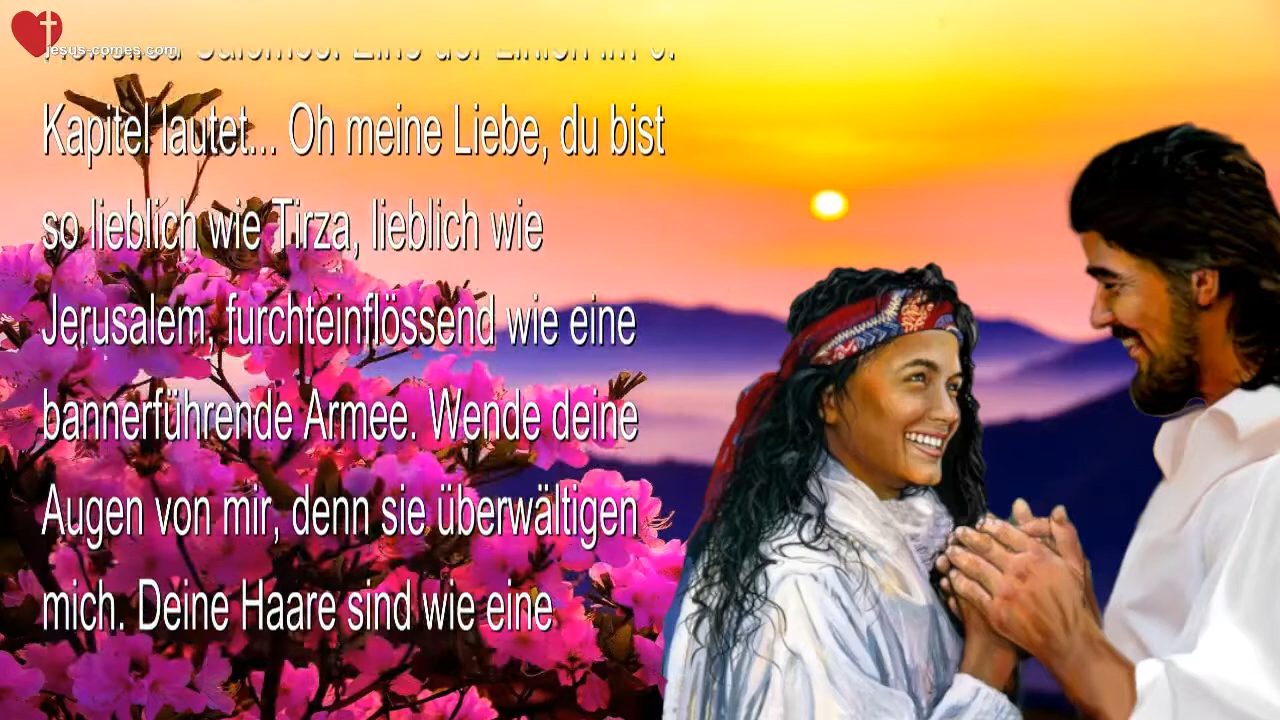 jesus-comes.com
Kapitel lautet... Oh meine Liebe, du bist
so lieblich wie Tirza, lieblich wie
Jerusalem, furchteinflössend wie eine
bannerführende Armee. Wende deine
Augen von mir, denn sie überwältigen
mich. Deine Haare sind wie eine